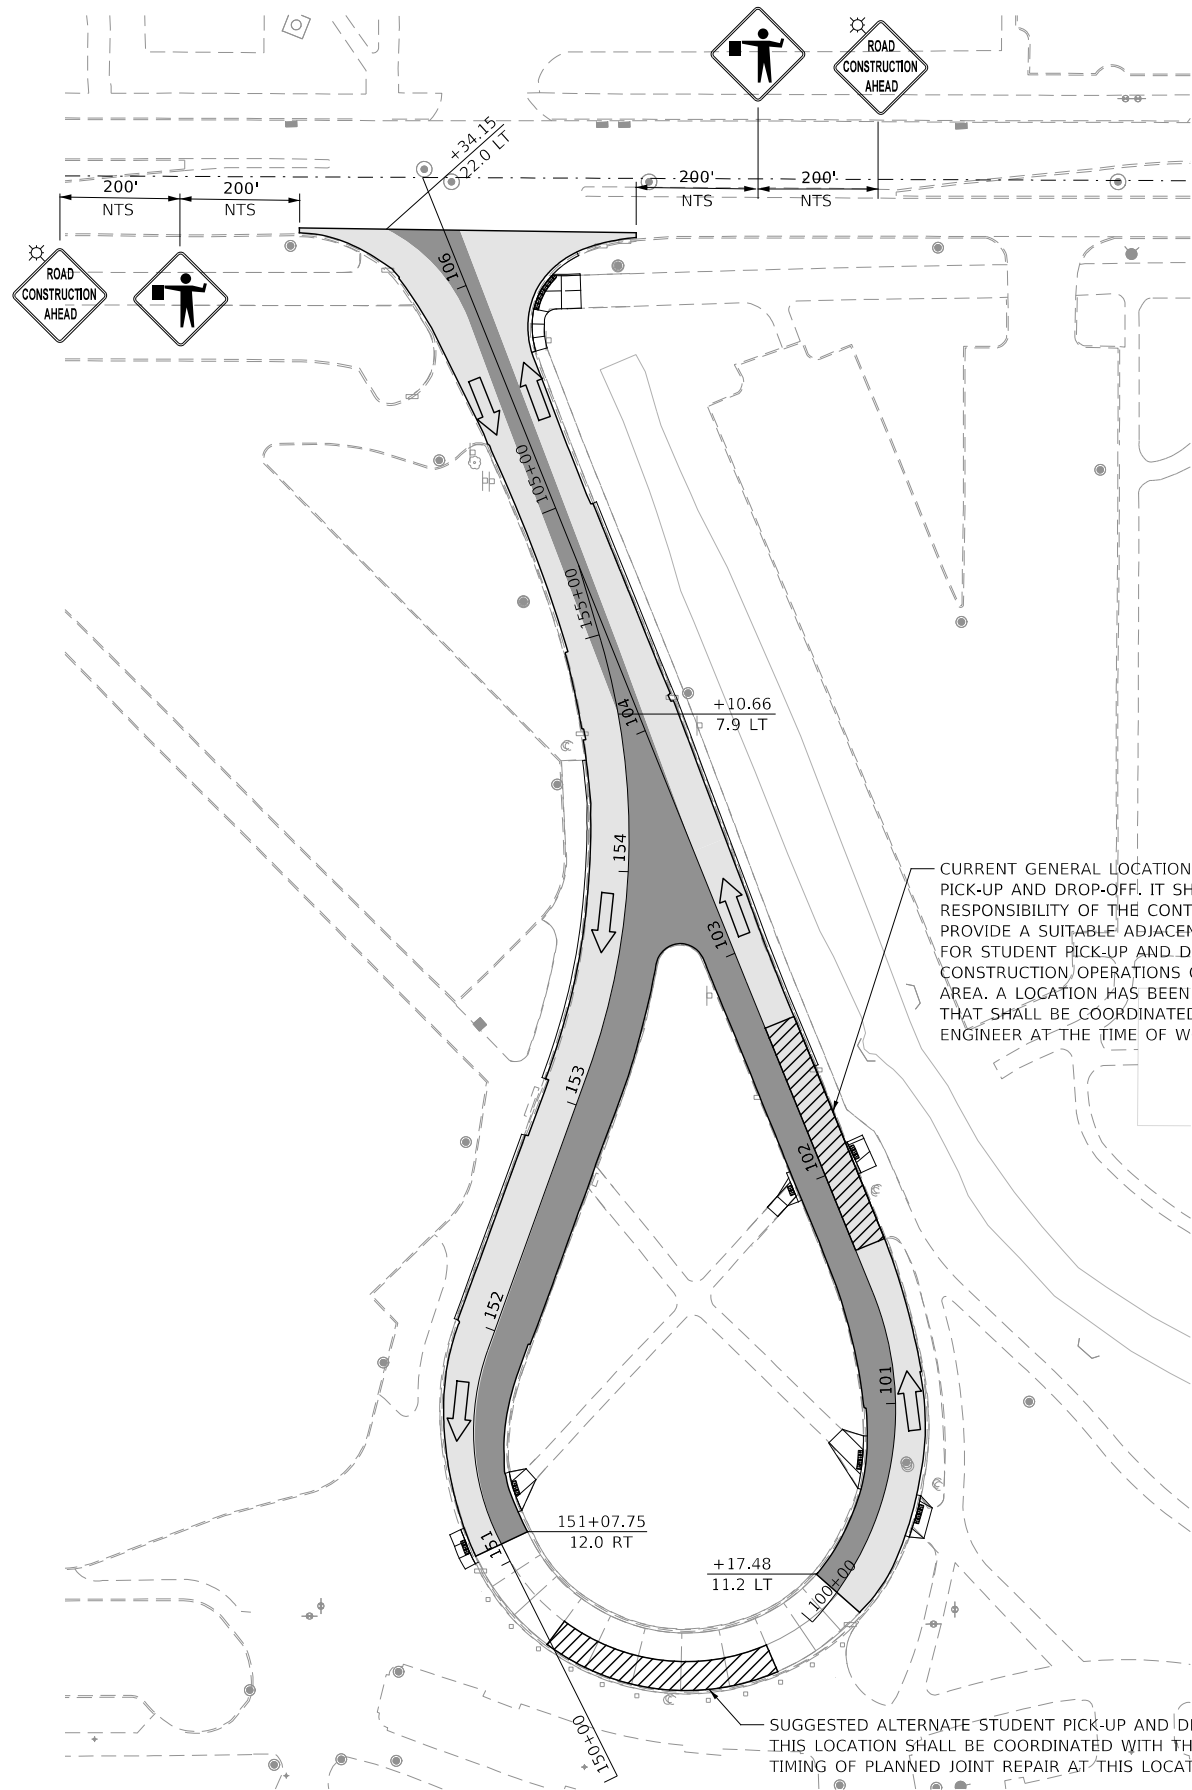 ROAD
CONSTRUCTION
AHEAD
+34.15
22.0 LT
200'
NTS
200'
NTS
200'
NTS
200'
NTS
ROAD
CONSTRUCTION
AHEAD
106
105+00
155+00
104
+10.66
7.9 LT
154
103
CURRENT GENERAL LOCATION
PICK-UP AND DROP-OFF. IT SH
RESPONSIBILITY OF THE CONT
PROVIDE A SUITABLE ADJACEN
FOR STUDENT PICK-UP AND D
CONSTRUCTION OPERATIONS
AREA. A LOCATION HAS BEEN
THAT SHALL BE COORDINATED
ENGINEER AT THE TIME OF W
153
102
152
101
151
151+07.75
12.0 RT
+17.48
11.2 LT
100+00
150+00
SUGGESTED ALTERNATE STUDENT PICK-UP AND D
THIS LOCATION SHALL BE COORDINATED WITH TH
TIMING OF PLANNED JOINT REPAIR AT THIS LOCAT